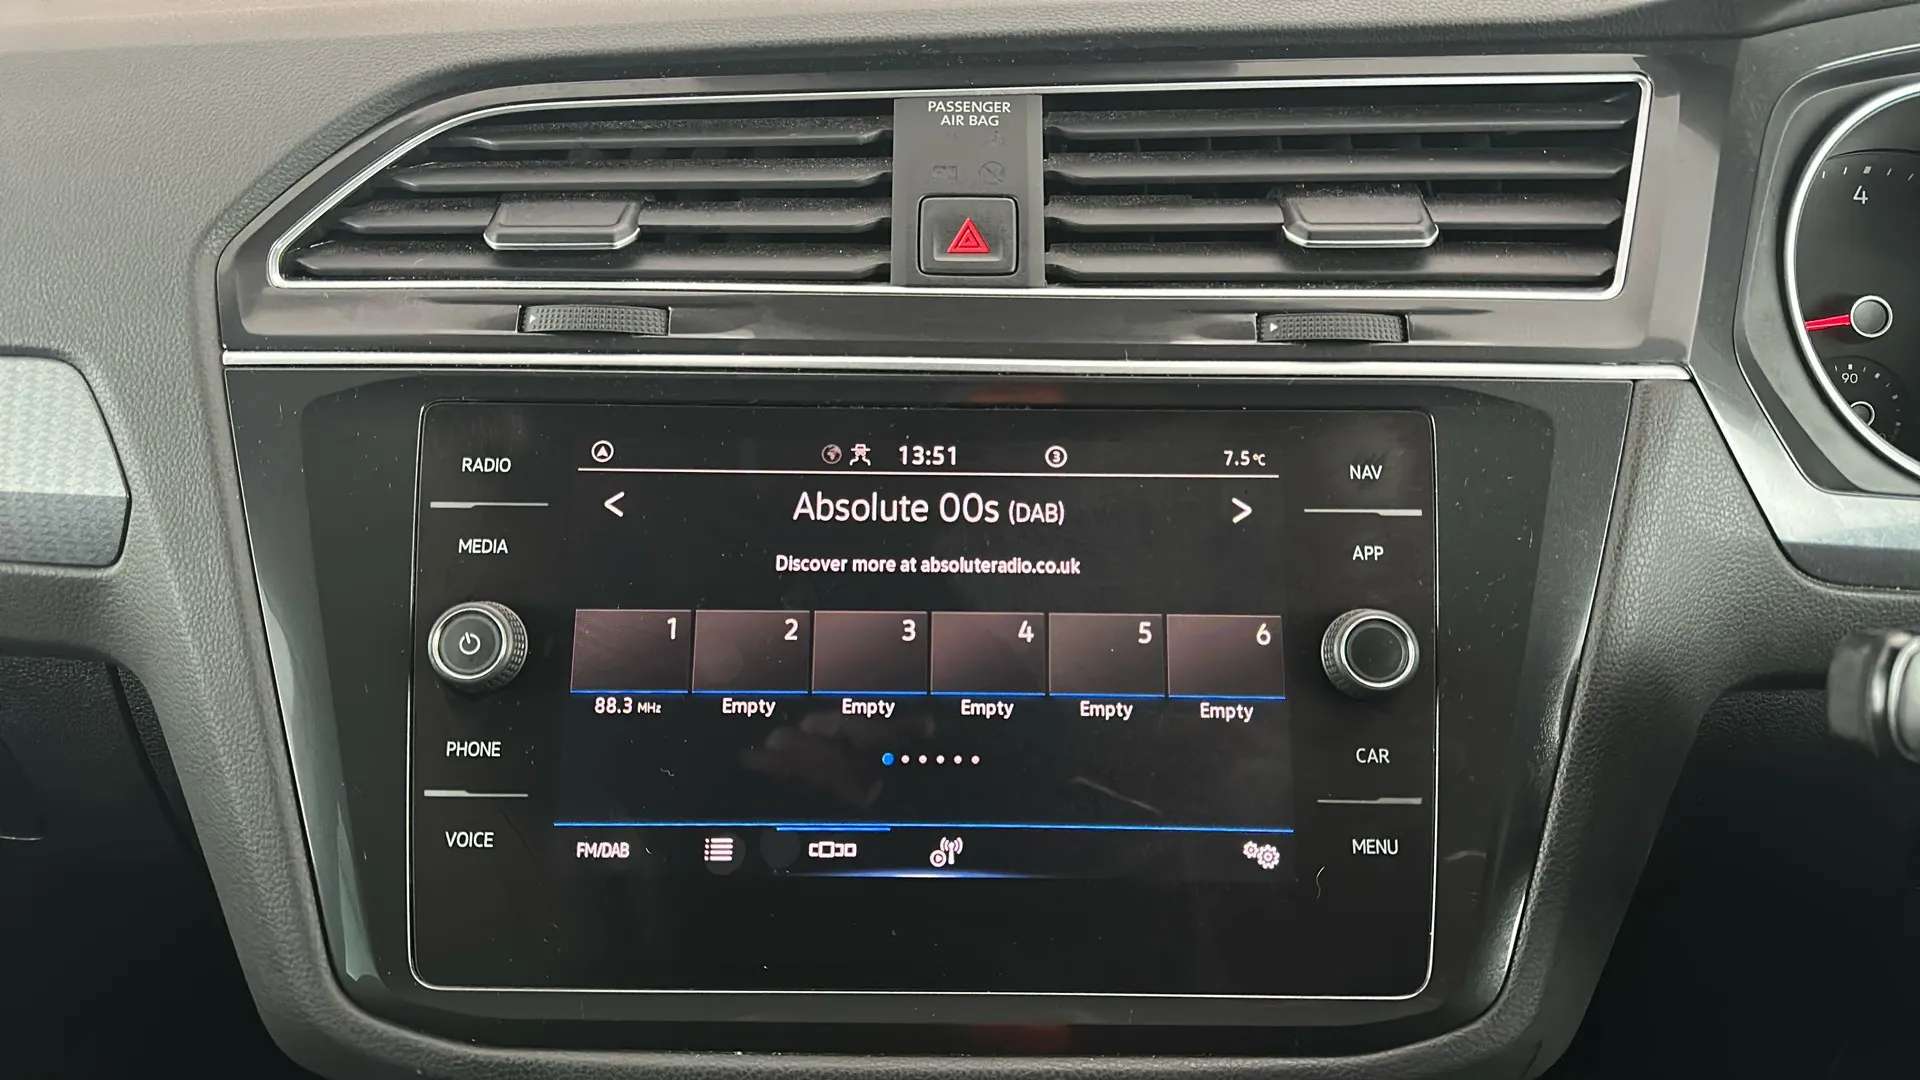 PASSENGER
AIR BAG
4
90
RADIO
MEDIA
PHONE
VOICE
13:51
3
7.5°C
< Absolute 00s (DAB) >
Discover more at absoluteradio.co.uk
1 2 3 4 5 6
88.3 MHz Empty Empty Empty Empty Empty
FM/DAB
NAV
APP
CAR
MENU